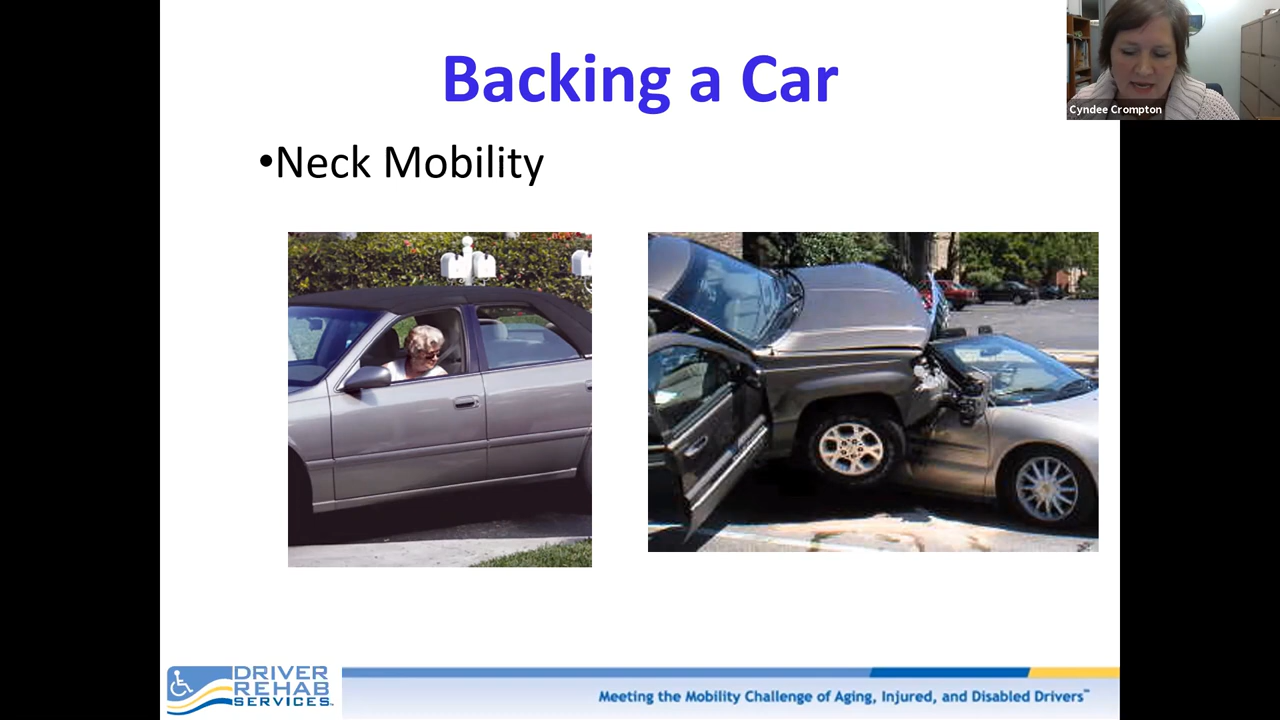 Backing a Car
Cyndee Crompton
•Neck Mobility
DRIVER
REHAB
SERVICES
Meeting the Mobility Challenge of Aging, Injured, and Disabled Drivers™